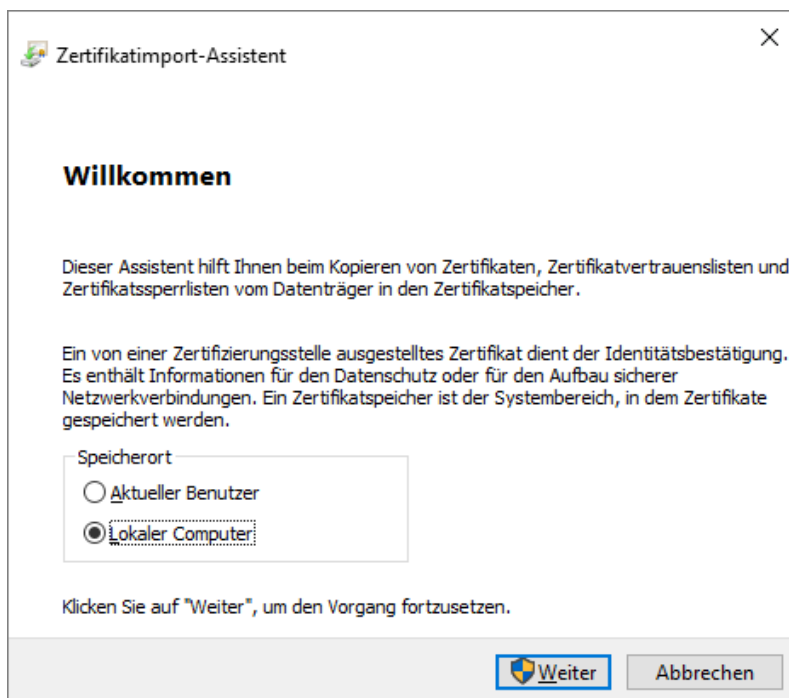 Zertifikatimport-Assistent
Willkommen
Dieser Assistent hilft Ihnen beim Kopieren von Zertifikaten, Zertifikatvertrauenslisten und
Zertifikatssperrlisten vom Datenträger in den Zertifikatspeicher.
Ein von einer Zertifizierungsstelle ausgestelltes Zertifikat dient der Identitätsbestätigung.
Es enthält Informationen für den Datenschutz oder für den Aufbau sicherer
Netzwerkverbindungen. Ein Zertifikatspeicher ist der Systembereich, in dem Zertifikate
gespeichert werden.
Speicherort
Aktueller Benutzer
Lokaler Computer
Klicken Sie auf "Weiter", um den Vorgang fortzusetzen.
Weiter Abbrechen